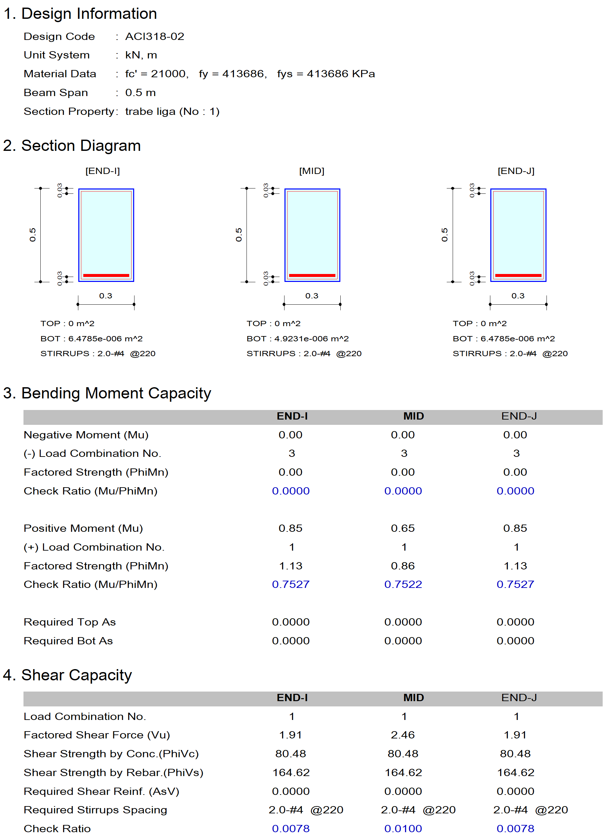 1. Design Information
Design Code : ACI318-02
Unit System : kN, m
Material Data : fc' = 21000, fy = 413686, fys = 413686 KPa
Beam Span : 0.5 m
Section Property : trabe liga (No : 1)
2. Section Diagram
[END-I] [MID] [END-J]
0.03 0.03 0.03
0.5 0.5 0.5
0.03 0.03 0.03
0.3 0.3 0.3
TOP : 0 m^2 TOP : 0 m^2 TOP : 0 m^2
BOT : 6.4785e-006 m^2 BOT : 4.9231e-006 m^2 BOT : 6.4785e-006 m^2
STIRRUPS : 2.0-#4 @220 STIRRUPS : 2.0-#4 @220 STIRRUPS : 2.0-#4 @220
3. Bending Moment Capacity
END-I MID END-J
Negative Moment (Mu) 0.00 0.00 0.00
(-) Load Combination No. 3 3 3
Factored Strength (PhiMn) 0.00 0.00 0.00
Check Ratio (Mu/PhiMn) 0.0000 0.0000 0.0000
Positive Moment (Mu) 0.85 0.65 0.85
(+) Load Combination No. 1 1 1
Factored Strength (PhiMn) 1.13 0.86 1.13
Check Ratio (Mu/PhiMn) 0.7527 0.7522 0.7527
Required Top As 0.0000 0.0000 0.0000
Required Bot As 0.0000 0.0000 0.0000
4. Shear Capacity
END-I MID END-J
Load Combination No. 1 1 1
Factored Shear Force (Vu) 1.91 2.46 1.91
Shear Strength by Conc.(PhiVc) 80.48 80.48 80.48
Shear Strength by Rebar.(PhiVs) 164.62 164.62 164.62
Required Shear Reinf. (AsV) 0.0000 0.0000 0.0000
Required Stirrups Spacing 2.0-#4 @220 2.0-#4 @220 2.0-#4 @220
Check Ratio 0.0078 0.0100 0.0078